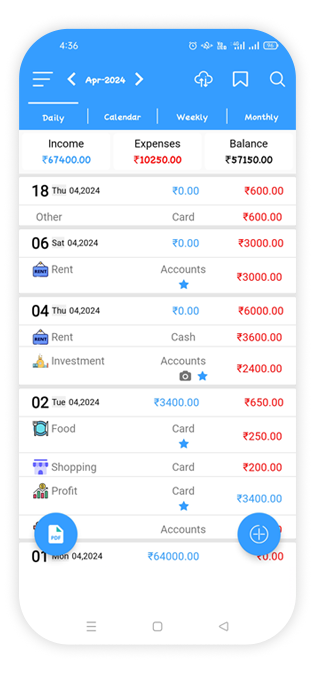 4:36
96
Apr-2024
Daily Calendar Weekly Monthly
Income Expenses Balance
₹67400.00 ₹10250.00 ₹57150.00
18 Thu 04,2024 ₹0.00 ₹600.00
Other Card ₹600.00
06 Sat 04,2024 ₹0.00 ₹3000.00
RENT Rent Accounts ₹3000.00
04 Thu 04,2024 ₹0.00 ₹6000.00
RENT Rent Cash ₹3600.00
Investment Accounts ₹2400.00
02 Tue 04,2024 ₹3400.00 ₹650.00
Food Card ₹250.00
Shopping Card ₹200.00
Profit Card ₹3400.00
Accounts
PDF
01 Mon 04,2024 ₹64000.00 ₹0.00